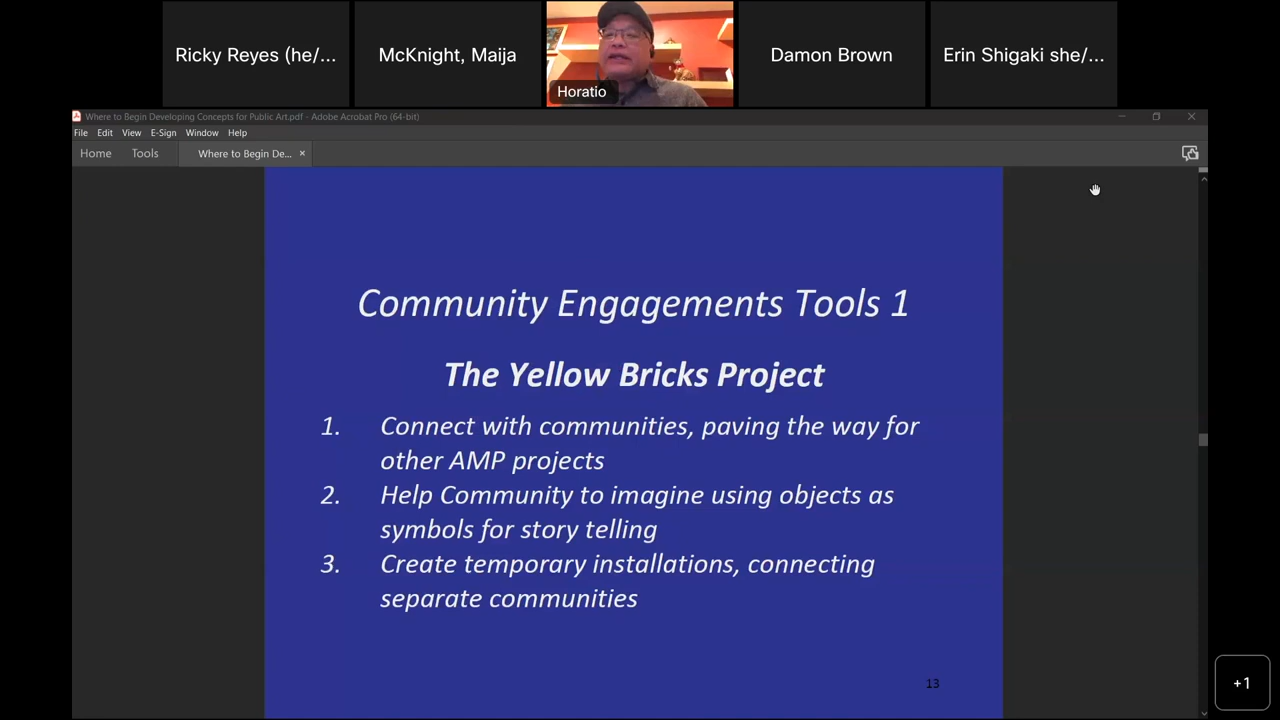 Ricky Reyes (he/...
McKnight, Maija
Horatio
Damon Brown
Erin Shigaki she/...
Where to Begin Developing Concepts for Public Art.pdf - Adobe Acrobat Pro (64-bit)
File Edit View E-Sign Window Help
Home Tools Where to Begin De... ×
Community Engagements Tools 1
The Yellow Bricks Project
1. Connect with communities, paving the way for
other AMP projects
2. Help Community to imagine using objects as
symbols for story telling
3. Create temporary installations, connecting
separate communities
13
+1